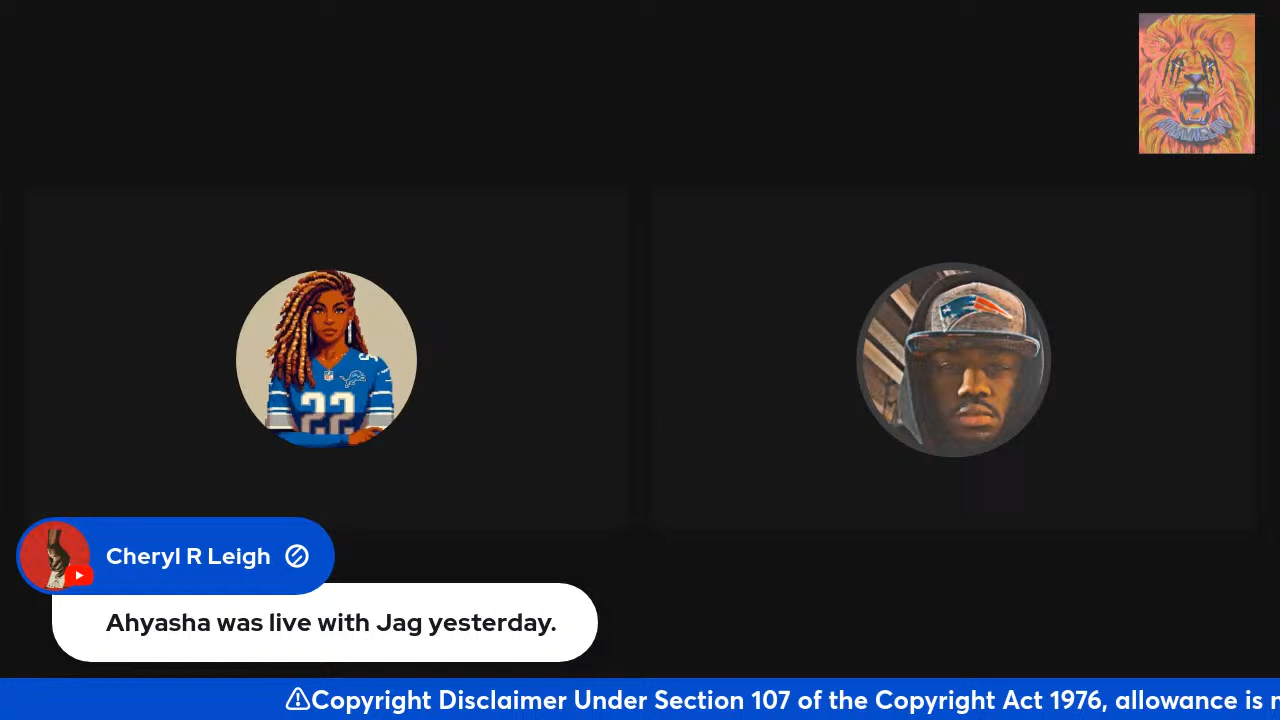 22
Cheryl R Leigh
Ahyasha was live with Jag yesterday.
⚠Copyright Disclaimer Under Section 107 of the Copyright Act 1976, allowance is